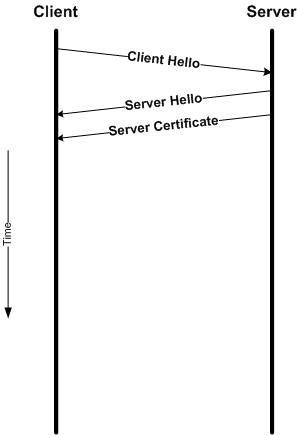 Client
Server
Client Hello
Server Hello
Server Certificate
Time